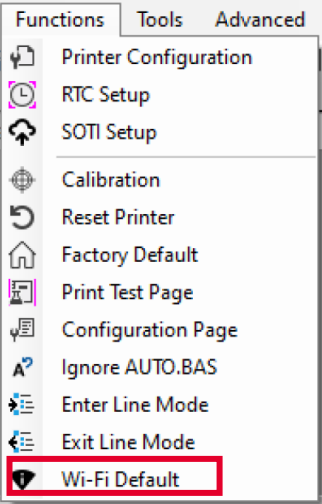 Functions Tools Advanced
Printer Configuration
RTC Setup
SOTI Setup
Calibration
Reset Printer
Factory Default
Print Test Page
Configuration Page
Ignore AUTO.BAS
Enter Line Mode
Exit Line Mode
Wi-Fi Default